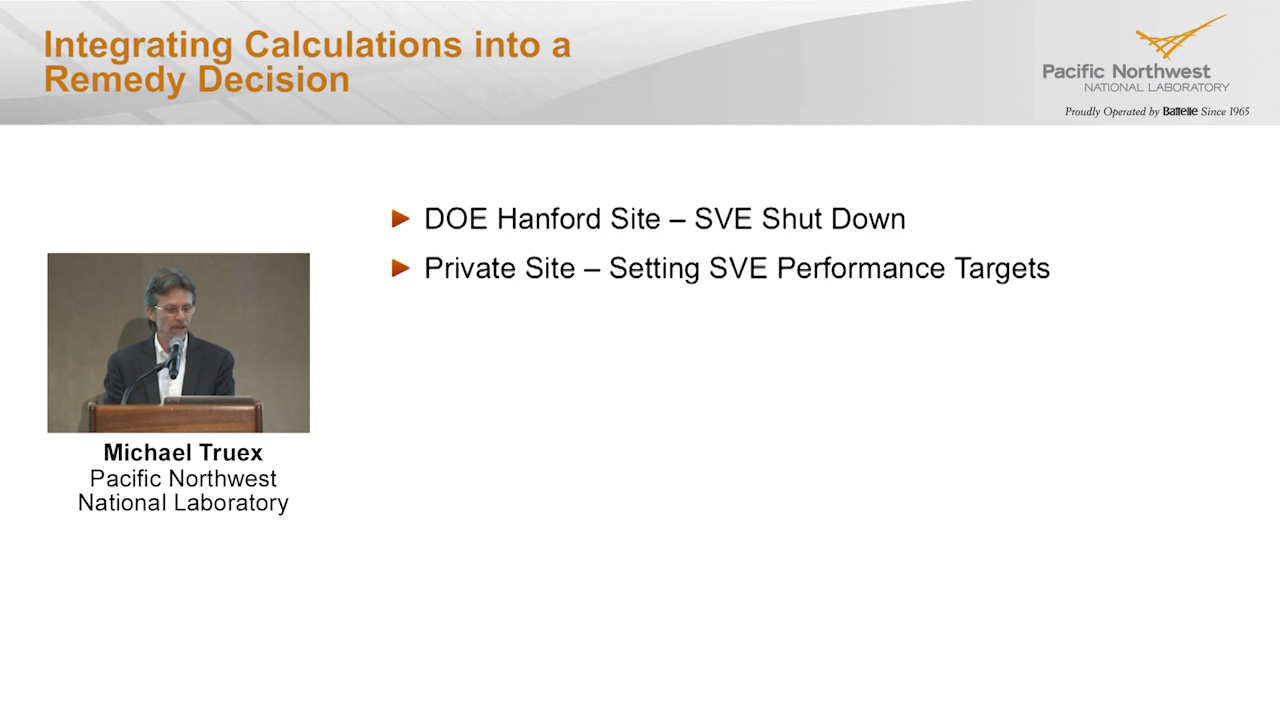 Integrating Calculations into a
Remedy Decision
Pacific Northwest
NATIONAL LABORATORY
Proudly Operated by Battelle Since 1965
DOE Hanford Site – SVE Shut Down
Private Site – Setting SVE Performance Targets
Michael Truex
Pacific Northwest
National Laboratory